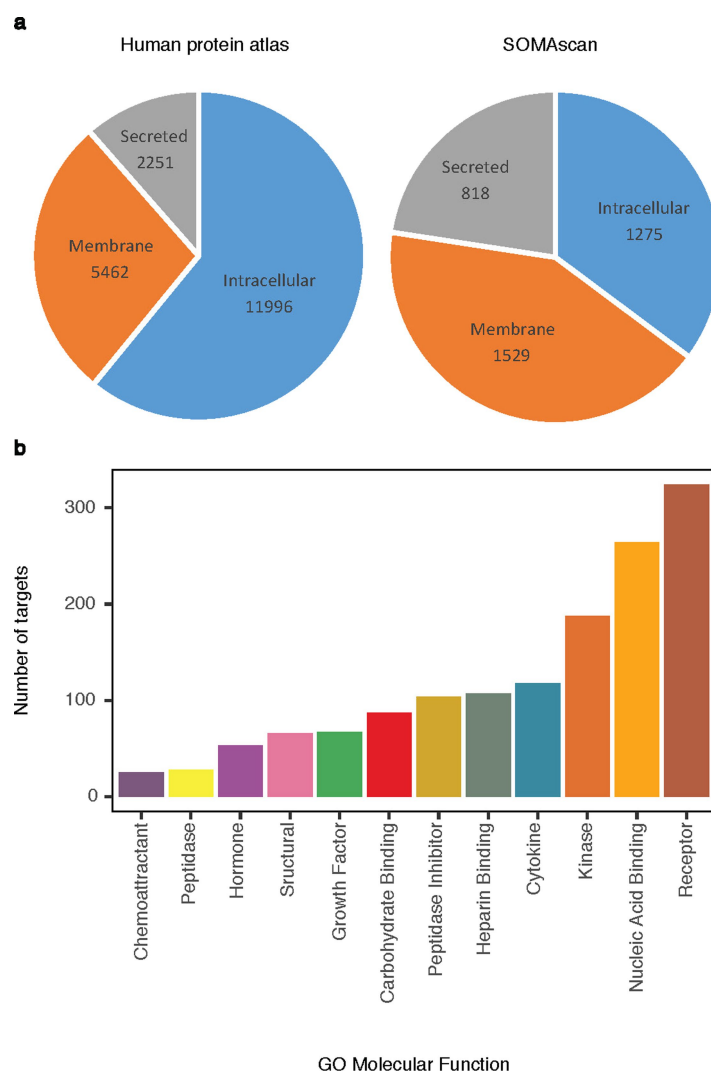 a
Human protein atlas
SOMAscan
Secreted
2251
Membrane
5462
Intracellular
11996
Secreted
818
Intracellular
1275
Membrane
1529
b
Number of targets
300
200
100
0
Chemoattractant
Peptidase
Hormone
Sructural
Growth Factor
Carbohydrate Binding
Peptidase Inhibitor
Heparin Binding
Cytokine
Kinase
Nucleic Acid Binding
Receptor
GO Molecular Function